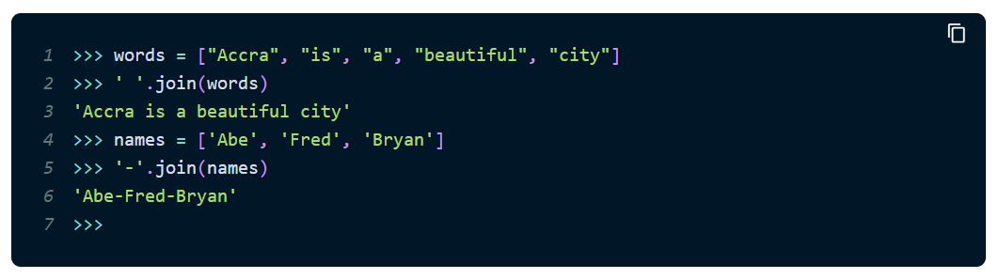 1 >>> words = ["Accra", "is", "a", "beautiful", "city"]
2 >>> ' '.join(words)
3 'Accra is a beautiful city'
4 >>> names = ['Abe', 'Fred', 'Bryan']
5 >>> '-'.join(names)
6 'Abe-Fred-Bryan'
7 >>>